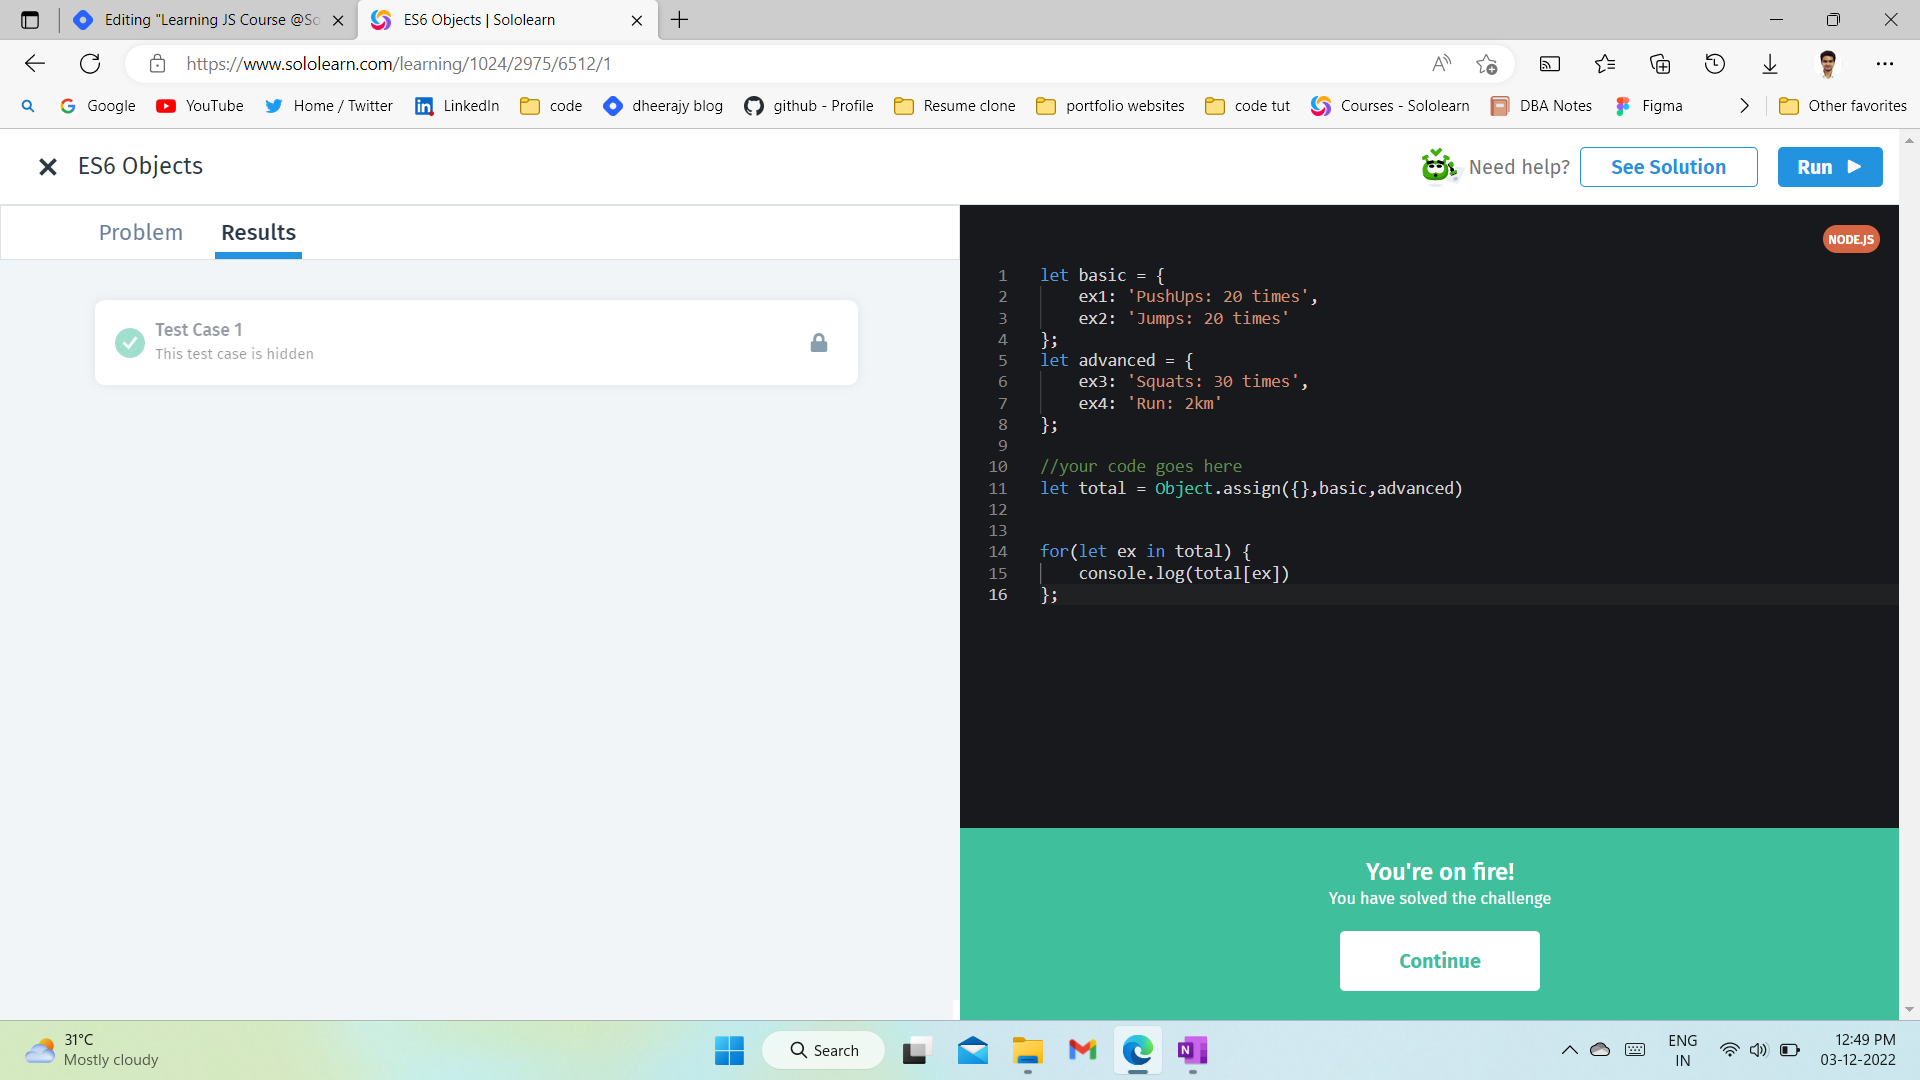 Editing "Learning JS Course @So
ES6 Objects | Sololearn
https://www.sololearn.com/learning/1024/2975/6512/1
Google
YouTube
Home / Twitter
LinkedIn
code
dheerajy blog
github - Profile
Resume clone
portfolio websites
code tut
Courses - Sololearn
DBA Notes
Figma
Other favorites
ES6 Objects
Need help?
See Solution
Run
Problem
Results
Test Case 1
This test case is hidden
NODE.JS
1 let basic = {
2 ex1: 'PushUps: 20 times',
3 ex2: 'Jumps: 20 times'
4 };
5 let advanced = {
6 ex3: 'Squats: 30 times',
7 ex4: 'Run: 2km'
8 };
9
10 //your code goes here
11 let total = Object.assign({},basic,advanced)
12
13
14 for(let ex in total) {
15 console.log(total[ex])
16 };
You're on fire!
You have solved the challenge
Continue
31°C
Mostly cloudy
Search
ENG
IN
12:49 PM
03-12-2022